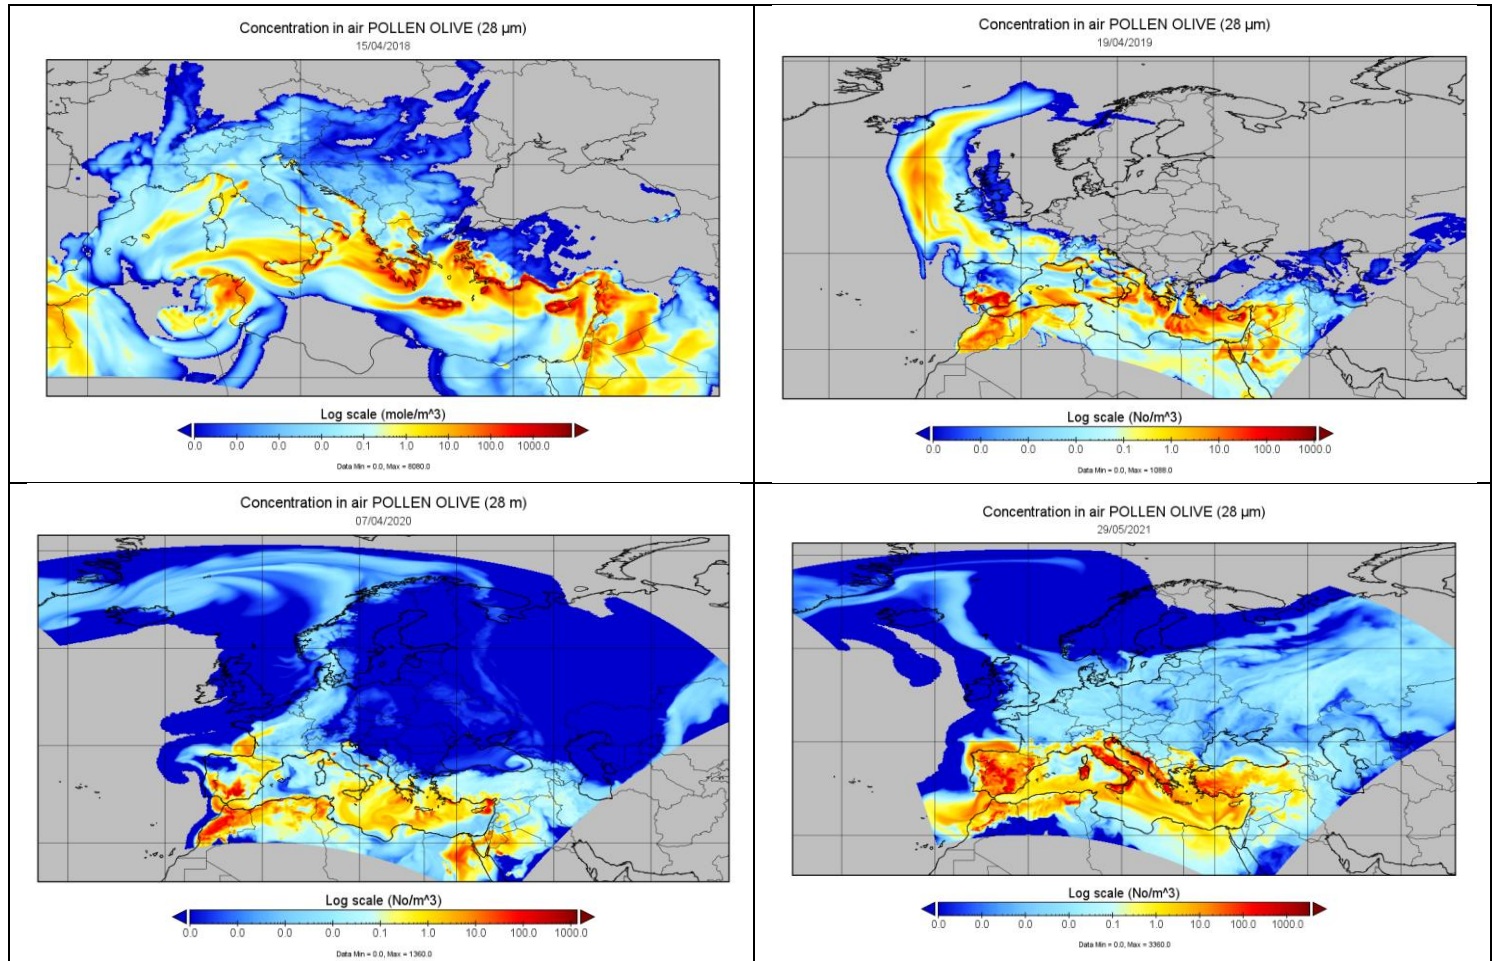 Concentration in air POLLEN OLIVE (28 µm)
15/04/2018
Log scale (mole/m^3)
0.0 0.0 0.0 0.0 0.1 1.0 10.0 100.0 1000.0
Data Min = 0.0, Max = 8080.0
Concentration in air POLLEN OLIVE (28 µm)
19/04/2019
Log scale (No/m^3)
0.0 0.0 0.0 0.0 0.1 1.0 10.0 100.0 1000.0
Data Min = 0.0, Max = 1088.0
Concentration in air POLLEN OLIVE (28 m)
07/04/2020
Log scale (No/m^3)
0.0 0.0 0.0 0.0 0.1 1.0 10.0 100.0 1000.0
Data Min = 0.0, Max = 1360.0
Concentration in air POLLEN OLIVE (28 µm)
29/05/2021
Log scale (No/m^3)
0.0 0.0 0.0 0.0 0.1 1.0 10.0 100.0 1000.0
Data Min = 0.0, Max = 3360.0